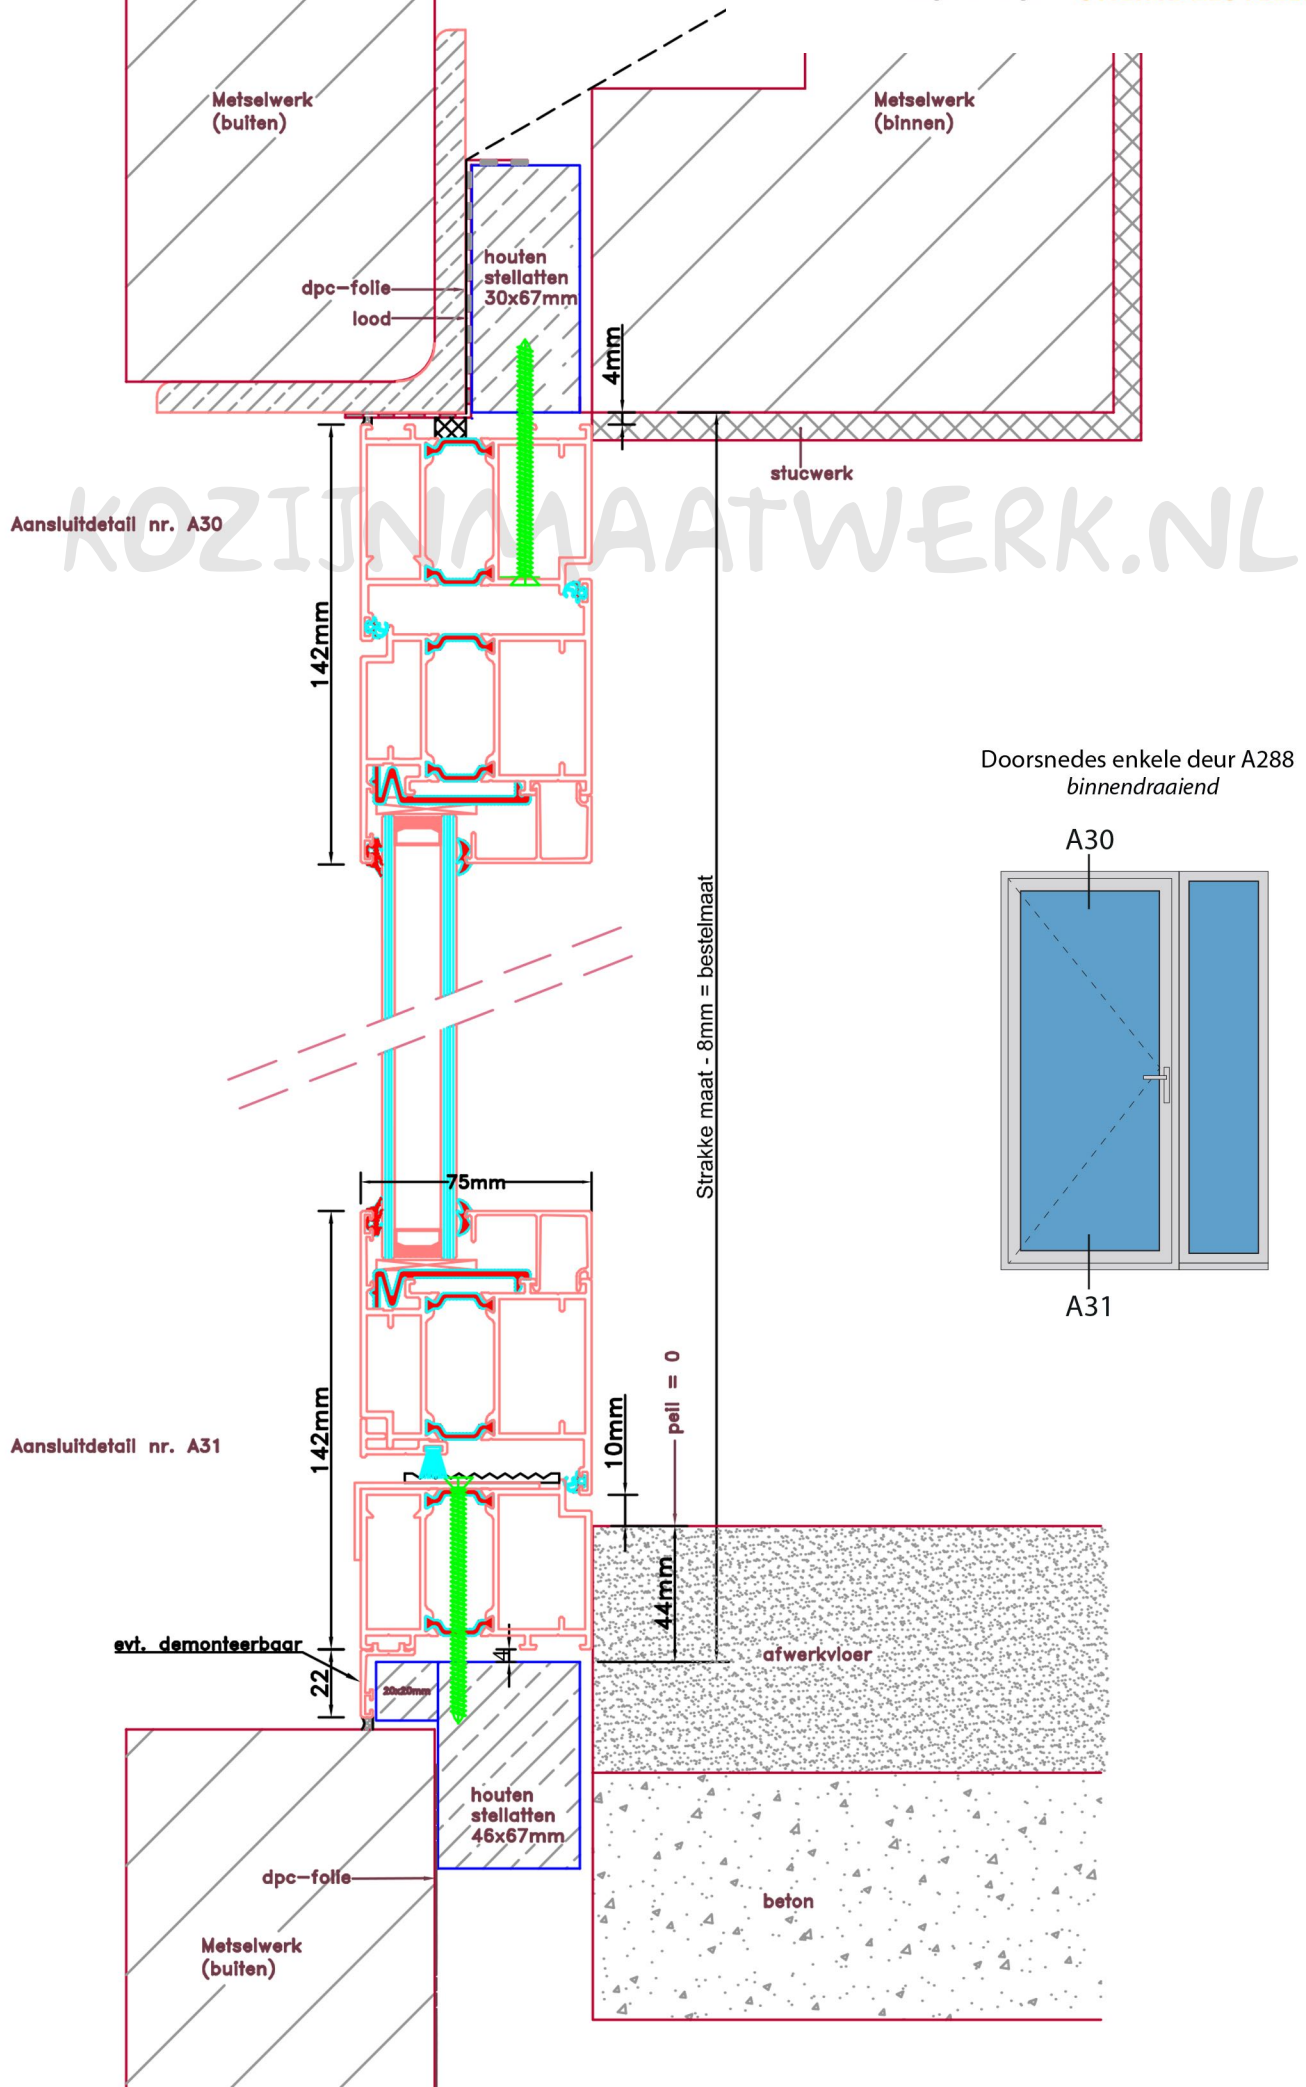 Metselwerk
(buiten)
Metselwerk
(binnen)
houten
stellatten
30x67mm
dpc-folie
lood
4mm
stucwerk
KOZIJNMAATWERK.NL
Aansluitdetail nr. A30
142mm
Doorsnedes enkele deur A288
binnendraaiend
A30
Strakke maat - 8mm = bestelmaat
75mm
A31
peil = 0
10mm
142mm
Aansluitdetail nr. A31
44mm
evt. demonteerbaar
4
afwerkvloer
22
20x20mm
houten
stellatten
46x67mm
dpc-folie
beton
Metselwerk
(buiten)